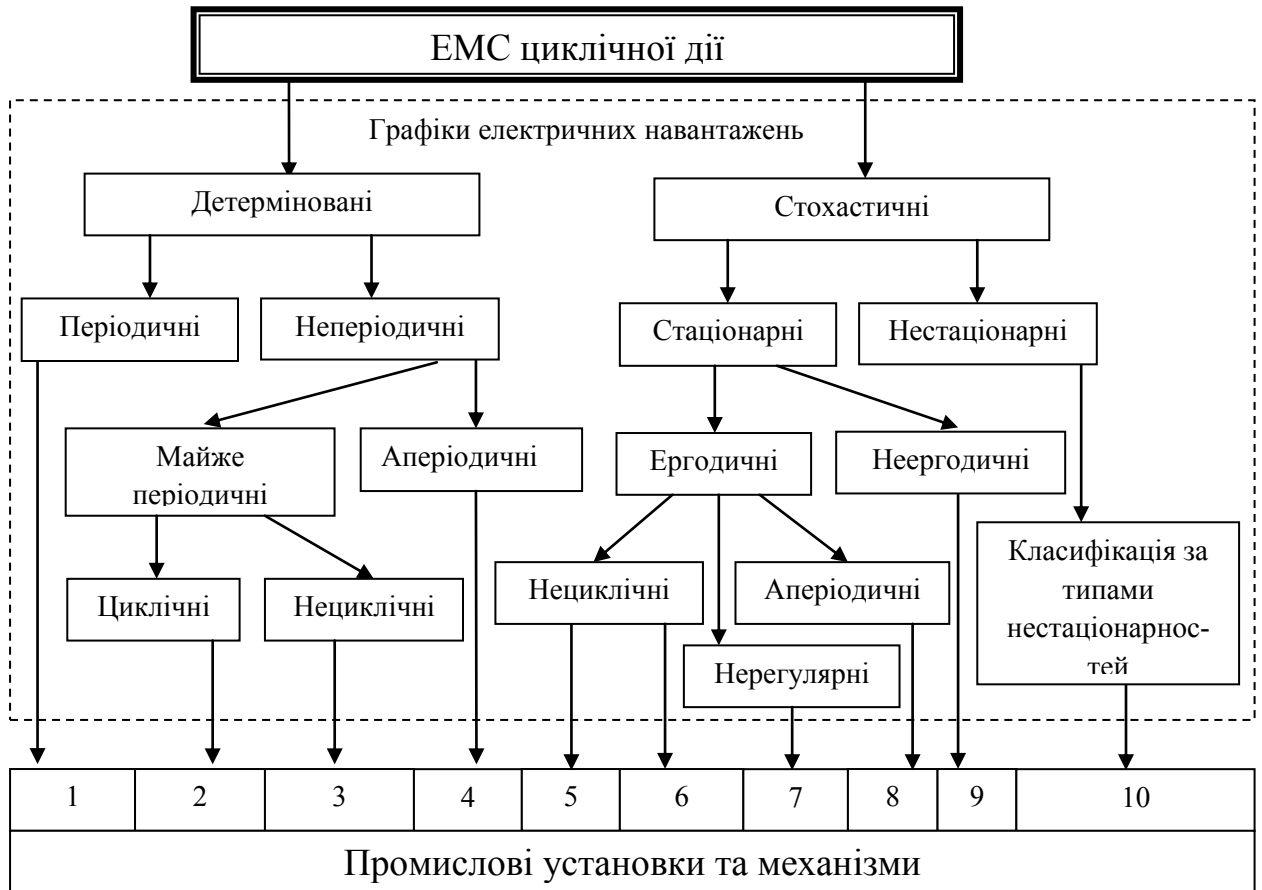 ЕМС циклічної дії
Графіки електричних навантажень
Детерміновані
Стохастичні
Періодичні
Неперіодичні
Стаціонарні
Нестаціонарні
Майже
періодичні
Аперіодичні
Ергодичні
Неергодичні
Класифікація за
типами
нестаціонарнос-
тей
Циклічні
Нециклічні
Нециклічні
Аперіодичні
Нерегулярні
1 2 3 4 5 6 7 8 9 10
Промислові установки та механізми